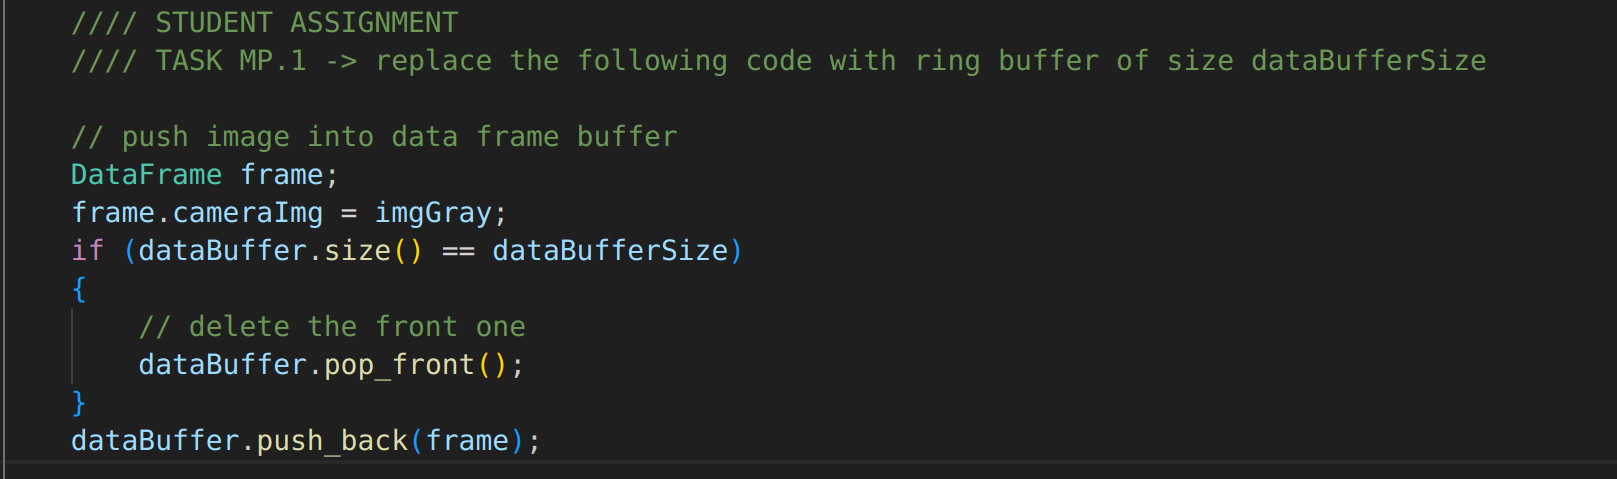 //// STUDENT ASSIGNMENT
//// TASK MP.1 -> replace the following code with ring buffer of size dataBufferSize
// push image into data frame buffer
DataFrame frame;
frame.cameraImg = imgGray;
if (dataBuffer.size() == dataBufferSize)
{
// delete the front one
dataBuffer.pop_front();
}
dataBuffer.push_back(frame);